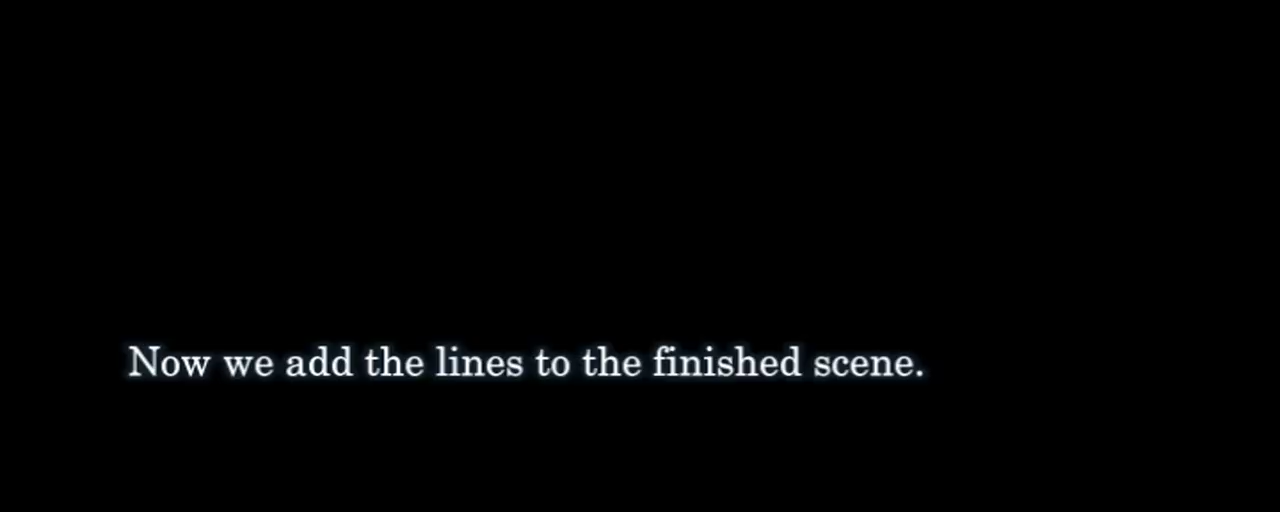 Now we add the lines to the finished scene.